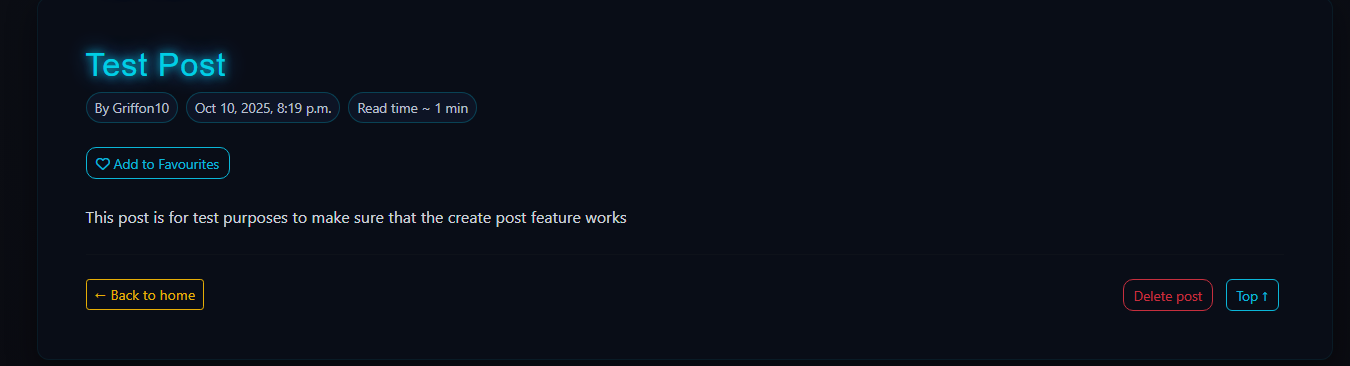 Test Post
By Griffon10 Oct 10, 2025, 8:19 p.m. Read time ~ 1 min
Add to Favourites
This post is for test purposes to make sure that the create post feature works
← Back to home Delete post Top ↑